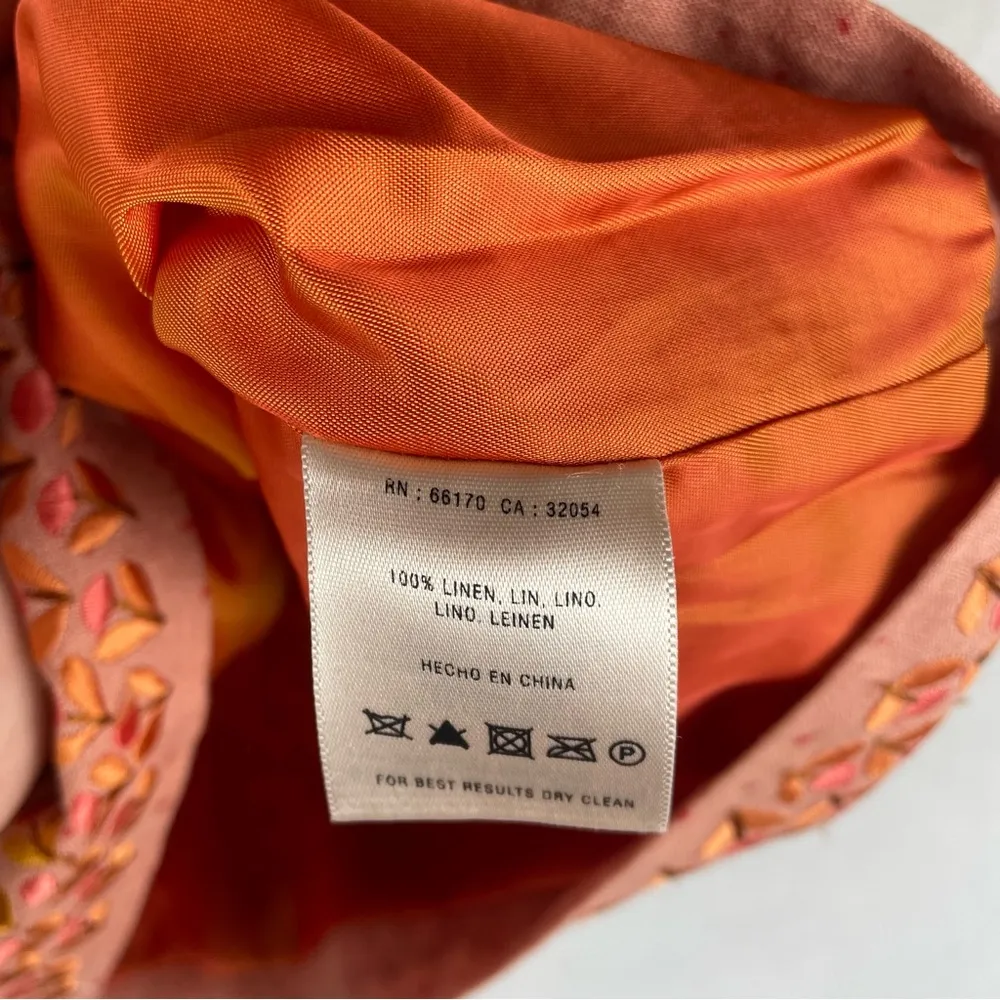 RN : 66170 CA : 32054
100% LINEN, LIN, LINO.
LINO. LEINEN
HECHO EN CHINA
P
FOR BEST RESULTS DRY CLEAN